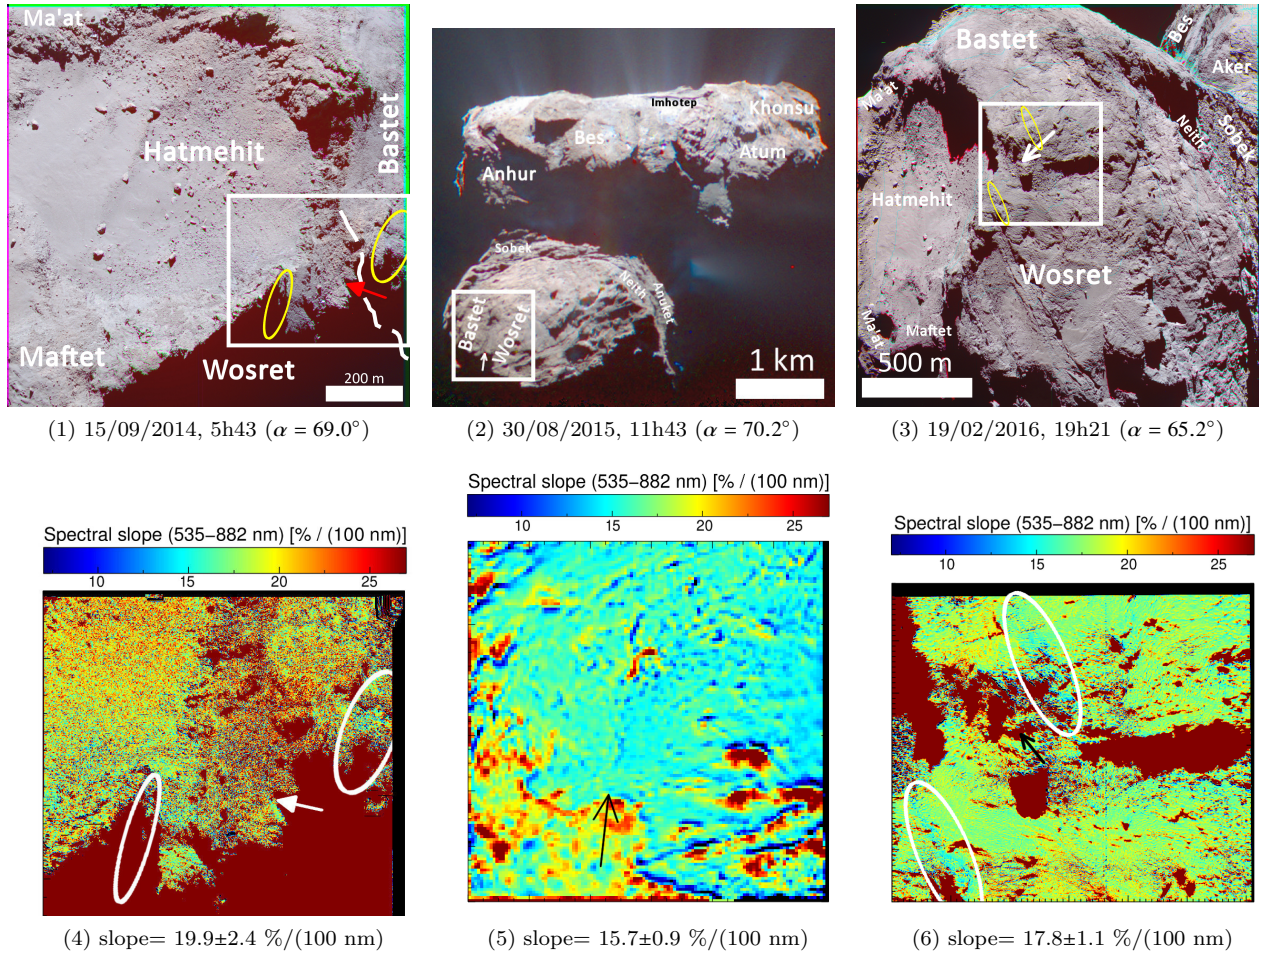 Ma'at
Hatmehit
Bastet
Maftet
Wosret
200 m
(1) 15/09/2014, 5h43 (α = 69.0°)
Imhotep
Khonsu
Bes
Atum
Anhur
Sobek
Neith
Anuket
Bastet
Wosret
1 km
(2) 30/08/2015, 11h43 (α = 70.2°)
Bastet
Bes
Aker
Ma'at
Neith
Sobek
Hatmehit
Wosret
Ma'at
Maftet
500 m
(3) 19/02/2016, 19h21 (α = 65.2°)
Spectral slope (535−882 nm) [% / (100 nm)]
10 15 20 25
(4) slope= 19.9±2.4 %/(100 nm)
Spectral slope (535−882 nm) [% / (100 nm)]
10 15 20 25
(5) slope= 15.7±0.9 %/(100 nm)
Spectral slope (535−882 nm) [% / (100 nm)]
10 15 20 25
(6) slope= 17.8±1.1 %/(100 nm)